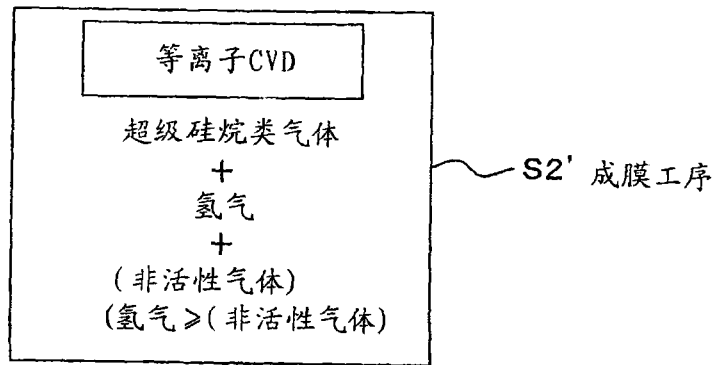 等离子CVD
超级硅烷类气体
+
氢气
+
(非活性气体)
(氢气≥(非活性气体)
S2' 成膜工序